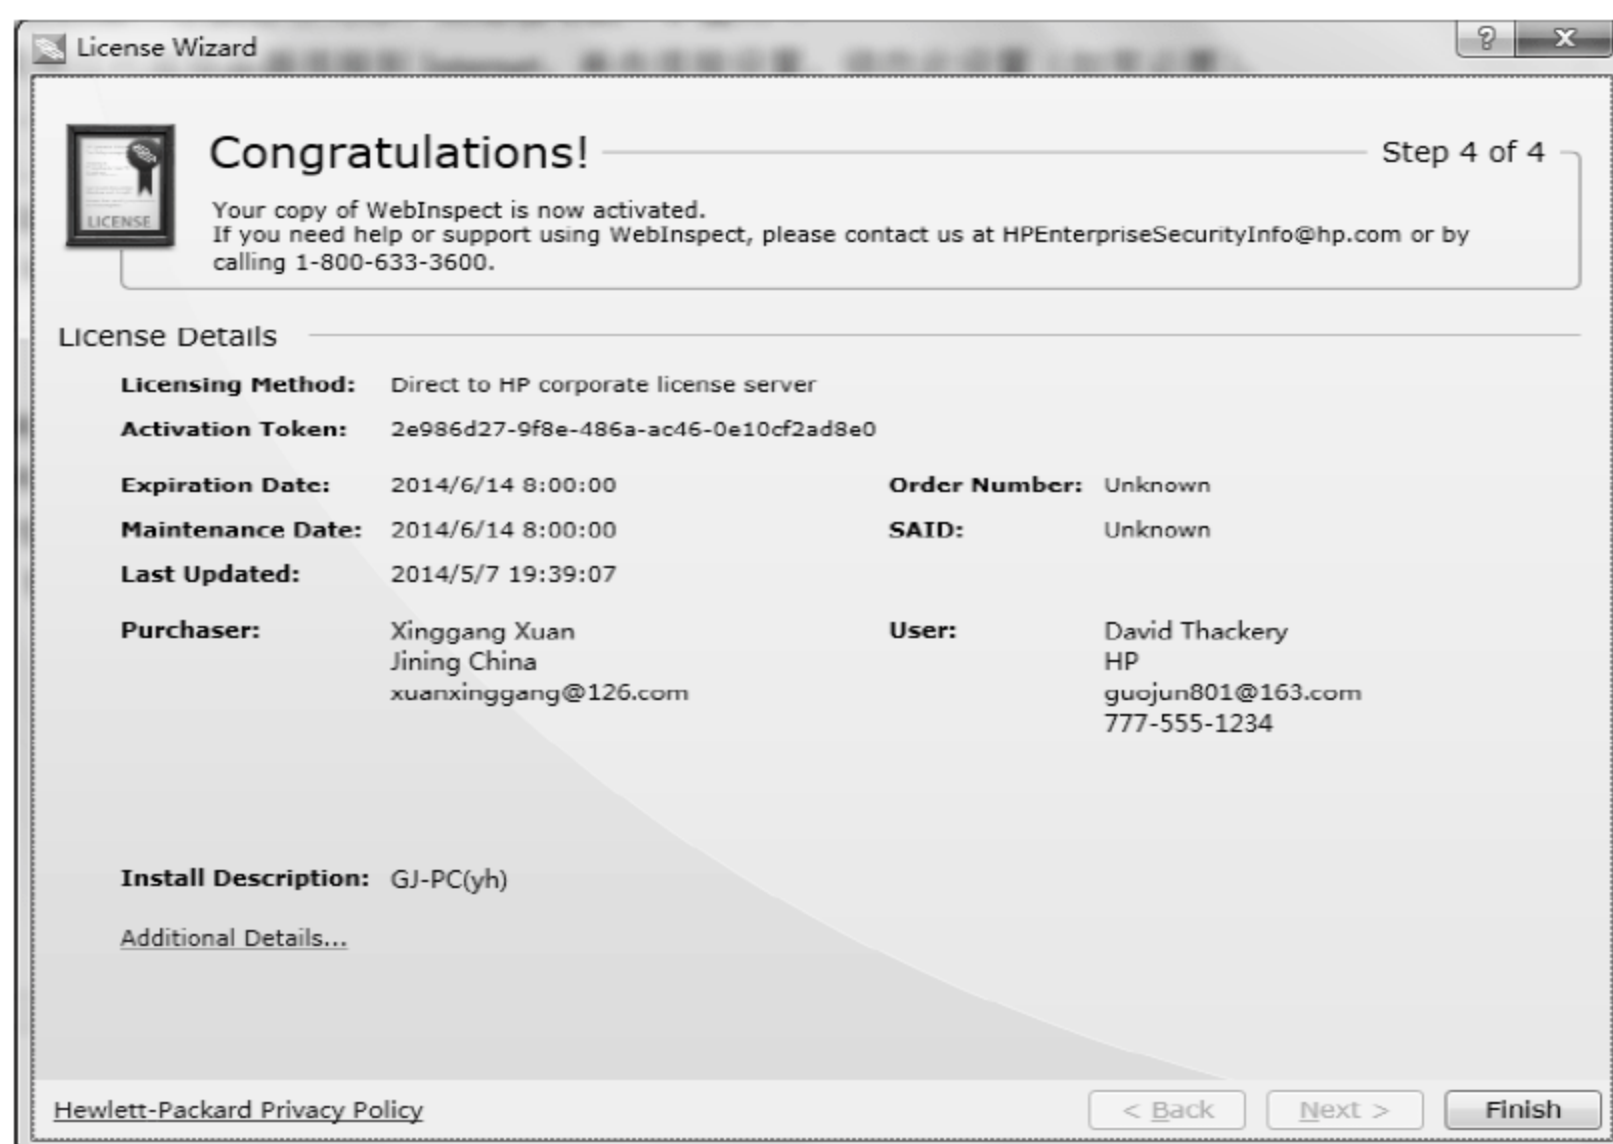 License Wizard
?
x
Congratulations!
Step 4 of 4
LICENSE
Your copy of WebInspect is now activated.
If you need help or support using WebInspect, please contact us at HPEnterpriseSecurityInfo@hp.com or by
calling 1-800-633-3600.
License Details
Licensing Method: Direct to HP corporate license server
Activation Token: 2e986d27-9f8e-486a-ac46-0e10cf2ad8e0
Expiration Date: 2014/6/14 8:00:00 Order Number: Unknown
Maintenance Date: 2014/6/14 8:00:00 SAID: Unknown
Last Updated: 2014/5/7 19:39:07
Purchaser: Xinggang Xuan User: David Thackery
Jining China HP
xuanxinggang@126.com guojun801@163.com
777-555-1234
Install Description: GJ-PC(yh)
Additional Details...
Hewlett-Packard Privacy Policy < Back Next > Finish